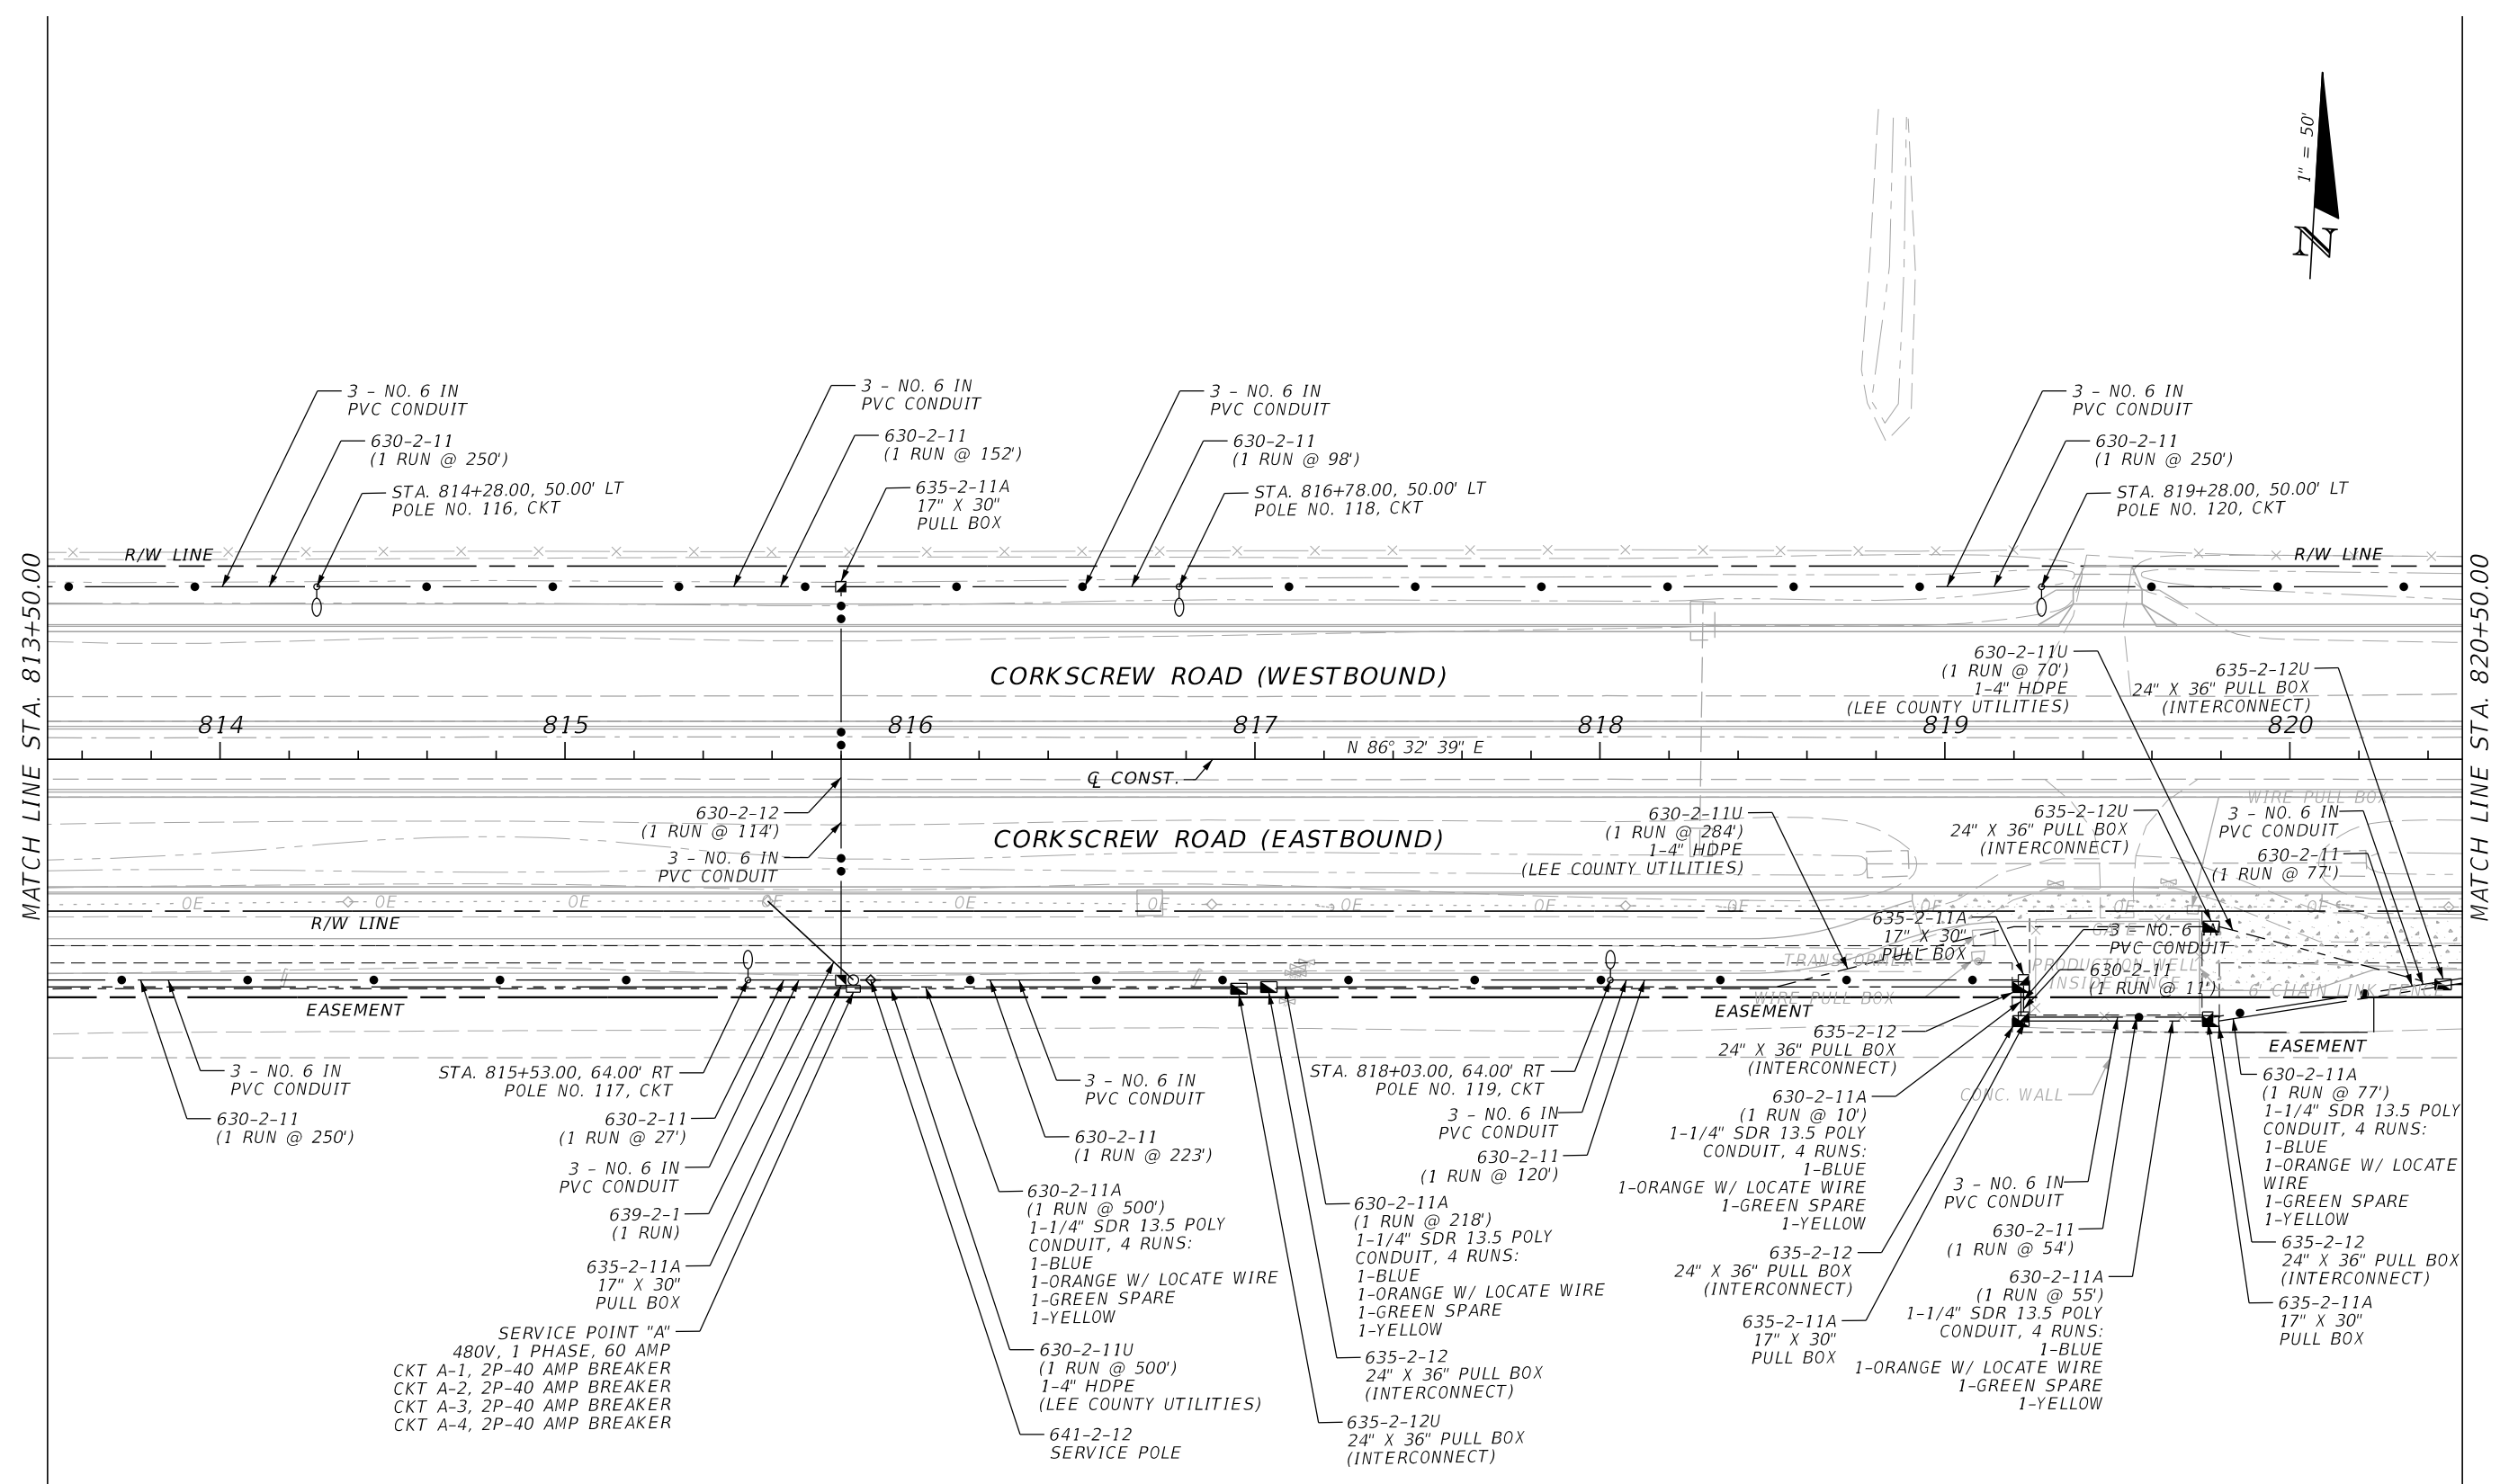 1" = 50'
N
3 - NO. 6 IN
PVC CONDUIT
630-2-11
(1 RUN @ 250')
STA. 814+28.00, 50.00' LT
POLE NO. 116, CKT
3 - NO. 6 IN
PVC CONDUIT
630-2-11
(1 RUN @ 152')
635-2-11A
17" X 30"
PULL BOX
3 - NO. 6 IN
PVC CONDUIT
630-2-11
(1 RUN @ 98')
STA. 816+78.00, 50.00' LT
POLE NO. 118, CKT
3 - NO. 6 IN
PVC CONDUIT
630-2-11
(1 RUN @ 250')
STA. 819+28.00, 50.00' LT
POLE NO. 120, CKT
MATCH LINE STA. 813+50.00
R/W LINE
R/W LINE
MATCH LINE STA. 820+50.00
CORKSCREW ROAD (WESTBOUND)
630-2-11U
(1 RUN @ 70')
1-4" HDPE
(LEE COUNTY UTILITIES)
635-2-12U
24" X 36" PULL BOX
(INTERCONNECT)
814
815
816
817
818
819
820
N 86° 32' 39" E
℄ CONST.
630-2-12
(1 RUN @ 114')
3 - NO. 6 IN
PVC CONDUIT
CORKSCREW ROAD (EASTBOUND)
630-2-11U
(1 RUN @ 284')
1-4" HDPE
(LEE COUNTY UTILITIES)
635-2-12U
24" X 36" PULL BOX
(INTERCONNECT)
WIRE PULL BOX
3 - NO. 6 IN
PVC CONDUIT
630-2-11
(1 RUN @ 77')
OE
OE
OE
OE
OE
OE
OE
OE
OE
OE
OE
OE
R/W LINE
635-2-11A
17" X 30"
PULL BOX
3 - NO. 6 IN
PVC CONDUIT
630-2-11
(1 RUN @ 11')
TRANSFORMER
PRODUCTION WELL
INSIDE FENCE
WIRE PULL BOX
6' CHAIN LINK FENCE
EASEMENT
EASEMENT
EASEMENT
CONC. WALL
3 - NO. 6 IN
PVC CONDUIT
630-2-11
(1 RUN @ 250')
STA. 815+53.00, 64.00' RT
POLE NO. 117, CKT
630-2-11
(1 RUN @ 27')
3 - NO. 6 IN
PVC CONDUIT
639-2-1
(1 RUN)
635-2-11A
17" X 30"
PULL BOX
SERVICE POINT "A"
480V, 1 PHASE, 60 AMP
CKT A-1, 2P-40 AMP BREAKER
CKT A-2, 2P-40 AMP BREAKER
CKT A-3, 2P-40 AMP BREAKER
CKT A-4, 2P-40 AMP BREAKER
3 - NO. 6 IN
PVC CONDUIT
630-2-11
(1 RUN @ 223')
630-2-11A
(1 RUN @ 500')
1-1/4" SDR 13.5 POLY
CONDUIT, 4 RUNS:
1-BLUE
1-ORANGE W/ LOCATE WIRE
1-GREEN SPARE
1-YELLOW
630-2-11U
(1 RUN @ 500')
1-4" HDPE
(LEE COUNTY UTILITIES)
641-2-12
SERVICE POLE
STA. 818+03.00, 64.00' RT
POLE NO. 119, CKT
3 - NO. 6 IN
PVC CONDUIT
630-2-11
(1 RUN @ 120')
630-2-11A
(1 RUN @ 218')
1-1/4" SDR 13.5 POLY
CONDUIT, 4 RUNS:
1-BLUE
1-ORANGE W/ LOCATE WIRE
1-GREEN SPARE
1-YELLOW
635-2-12
24" X 36" PULL BOX
(INTERCONNECT)
635-2-12U
24" X 36" PULL BOX
(INTERCONNECT)
635-2-12
24" X 36" PULL BOX
(INTERCONNECT)
630-2-11A
(1 RUN @ 10')
1-1/4" SDR 13.5 POLY
CONDUIT, 4 RUNS:
1-BLUE
1-ORANGE W/ LOCATE WIRE
1-GREEN SPARE
1-YELLOW
635-2-12
24" X 36" PULL BOX
(INTERCONNECT)
635-2-11A
17" X 30"
PULL BOX
3 - NO. 6 IN
PVC CONDUIT
630-2-11
(1 RUN @ 54')
630-2-11A
(1 RUN @ 55')
1-1/4" SDR 13.5 POLY
CONDUIT, 4 RUNS:
1-BLUE
1-ORANGE W/ LOCATE WIRE
1-GREEN SPARE
1-YELLOW
630-2-11A
(1 RUN @ 77')
1-1/4" SDR 13.5 POLY
CONDUIT, 4 RUNS:
1-BLUE
1-ORANGE W/ LOCATE
WIRE
1-GREEN SPARE
1-YELLOW
635-2-12
24" X 36" PULL BOX
(INTERCONNECT)
635-2-11A
17" X 30"
PULL BOX